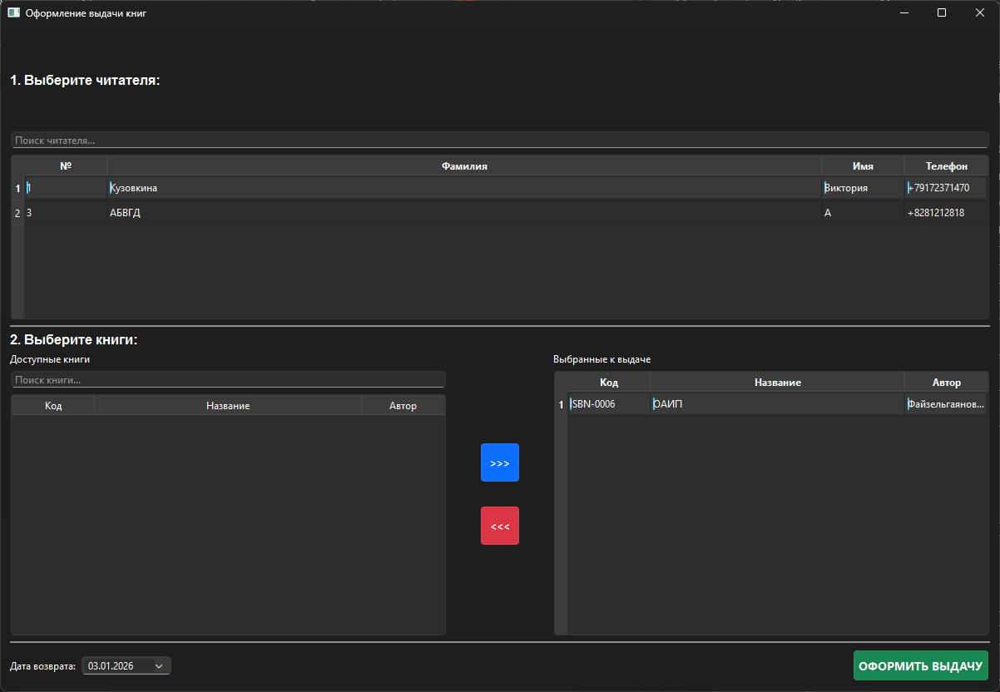 Оформление выдачи книг
1. Выберите читателя:
Поиск читателя...
№ Фамилия Имя Телефон
1 1 Кузовкина Виктория +79172371470
2 3 АБВГД А +8281212818
2. Выберите книги:
Доступные книги
Поиск книги...
Код Название Автор
>>>
<<<
Выбранные к выдаче
Код Название Автор
1 ISBN-0006 ОАИП Файзельгаянов...
Дата возврата: 03.01.2026
ОФОРМИТЬ ВЫДАЧУ